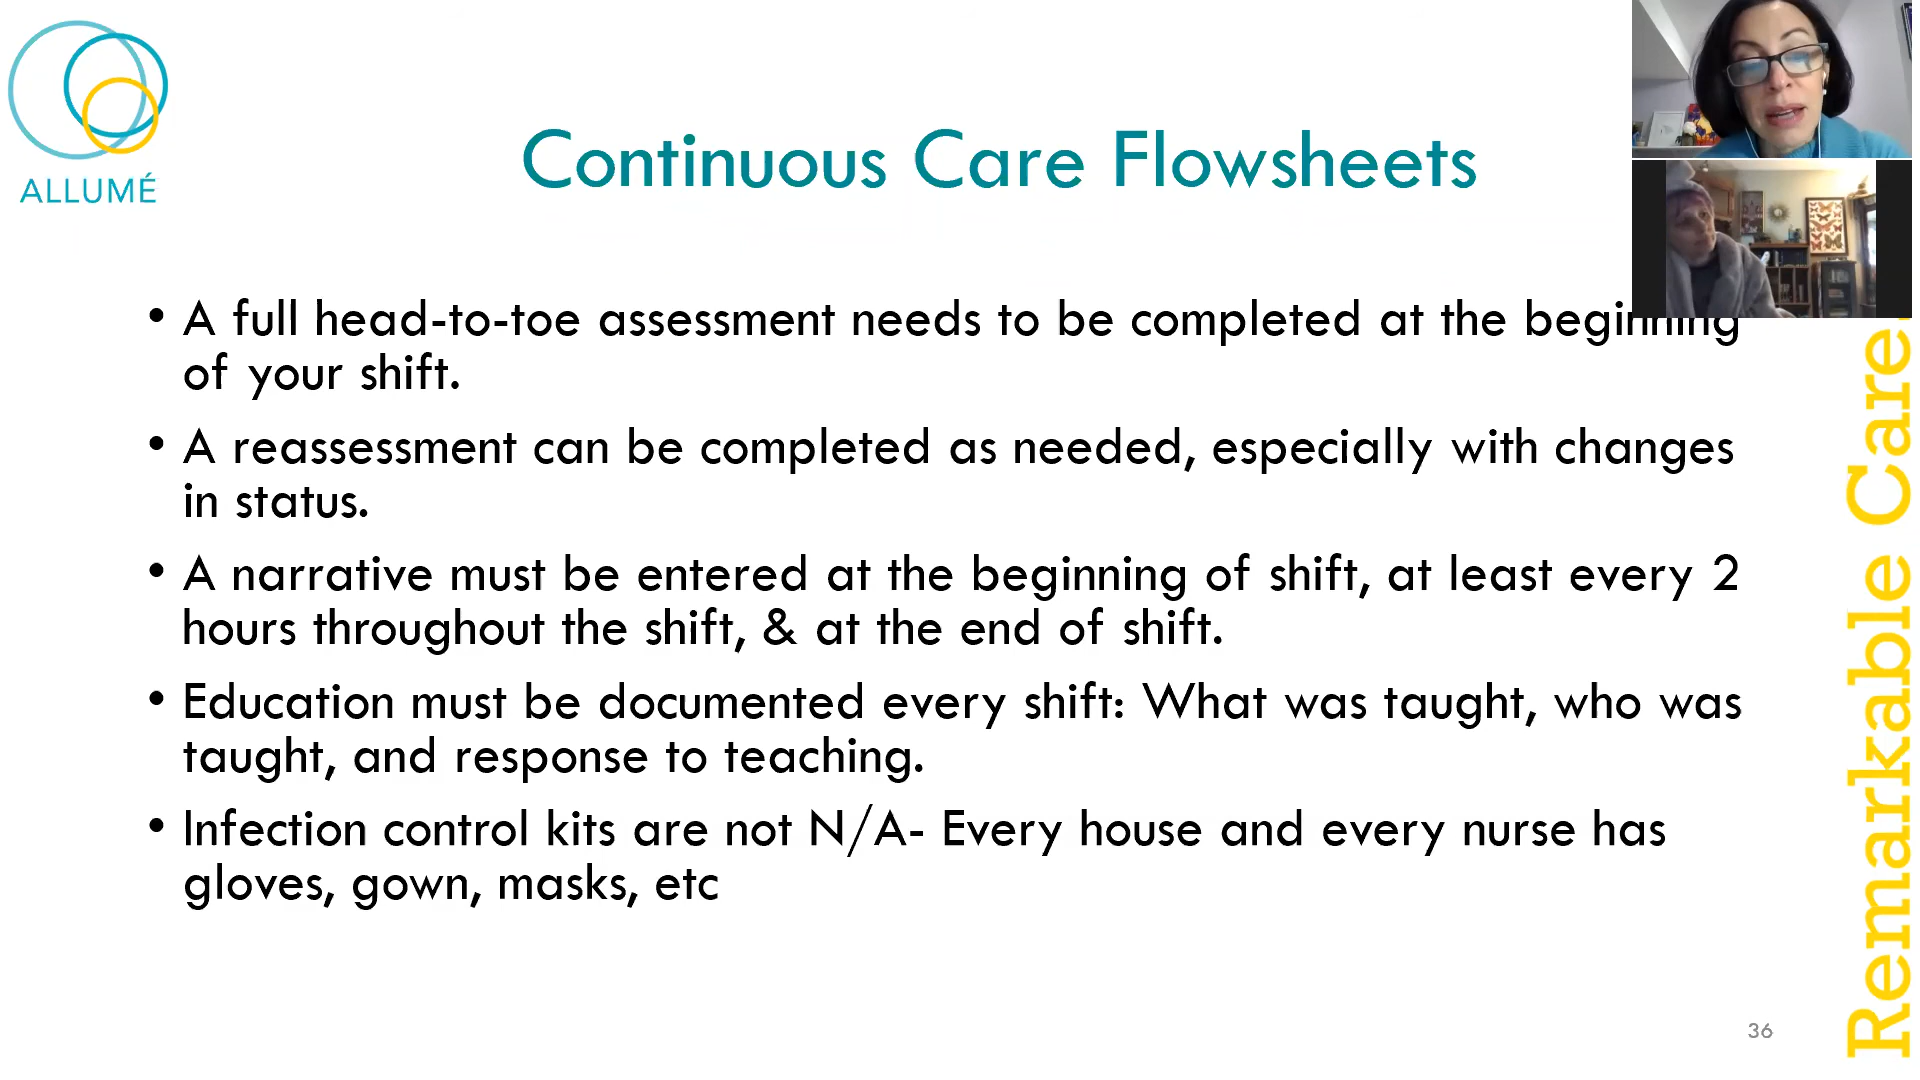 ALLUMÉ
Continuous Care Flowsheets
• A full head-to-toe assessment needs to be completed at the beginning
of your shift.
• A reassessment can be completed as needed, especially with changes
in status.
• A narrative must be entered at the beginning of shift, at least every 2
hours throughout the shift, & at the end of shift.
• Education must be documented every shift: What was taught, who was
taught, and response to teaching.
• Infection control kits are not N/A- Every house and every nurse has
gloves, gown, masks, etc
Remarkable Care.
36